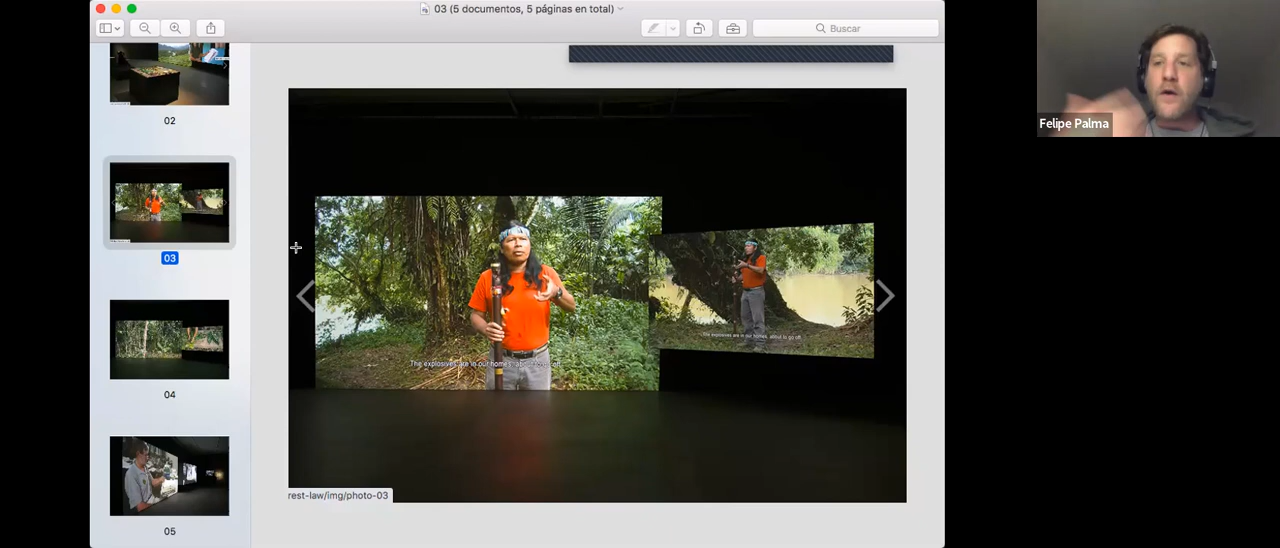 03 (5 documentos, 5 páginas en total)
Buscar
02
03
04
05
The explosives are in our homes, about to go off.
The explosives are in our homes, about to go off.
rest-law/img/photo-03
Felipe Palma